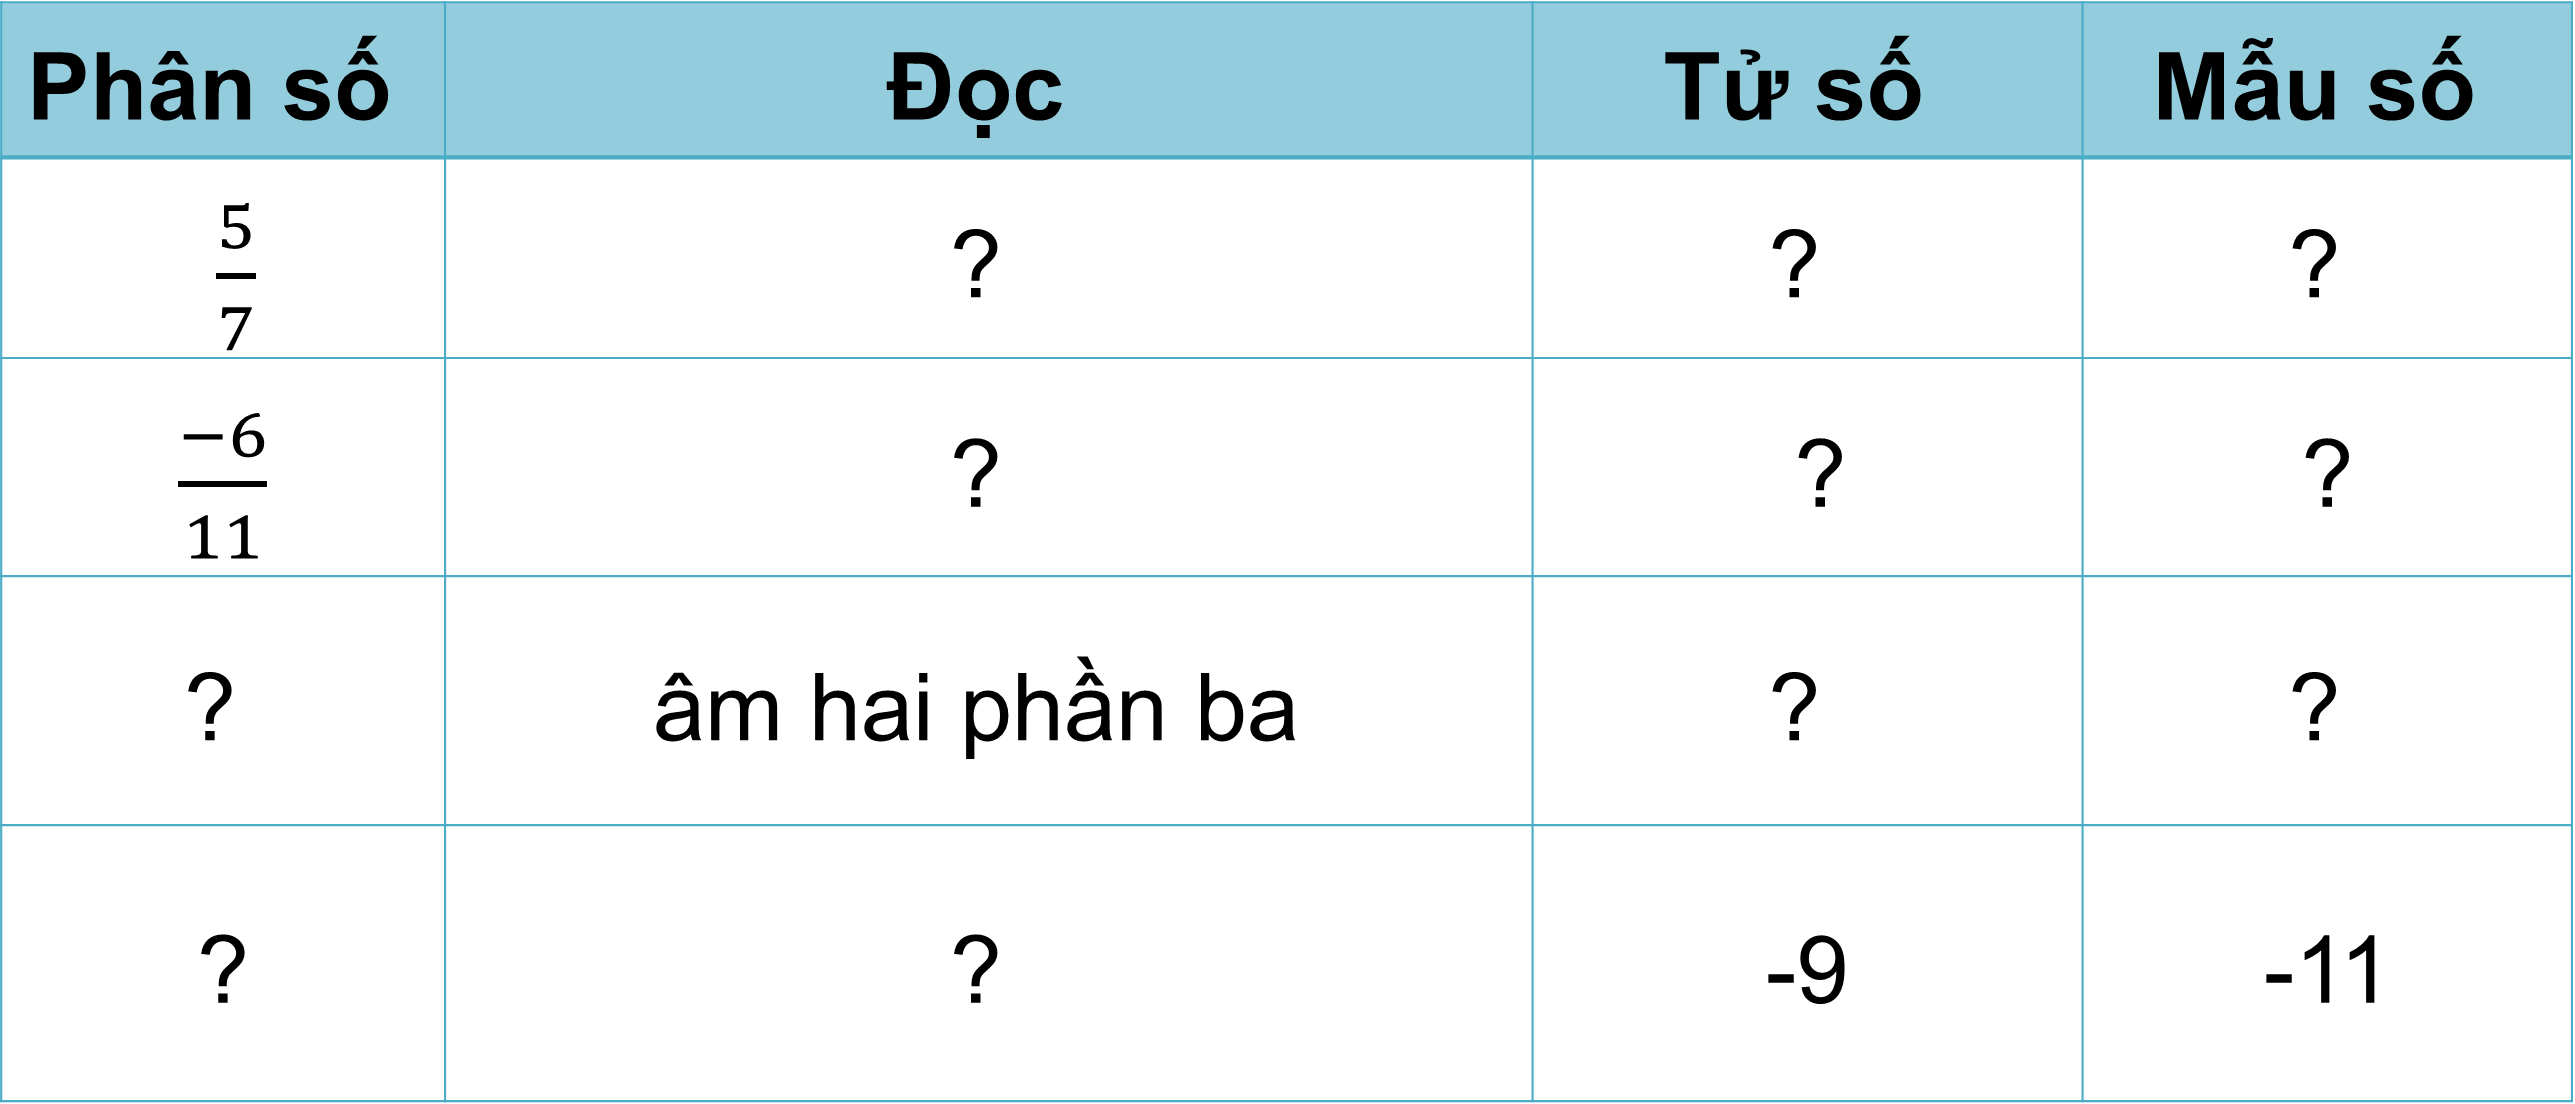 Phân số Đọc Tử số Mẫu số
5/7 ? ? ?
−6/11 ? ? ?
? âm hai phần ba ? ?
? ? -9 -11